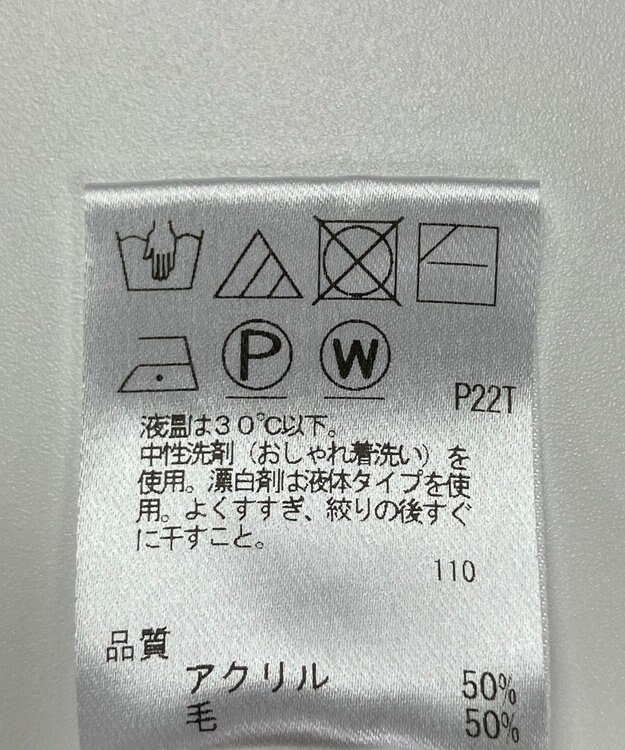 P W
P22T
液温は30℃以下。
中性洗剤（おしゃれ着洗い）を
使用。漂白剤は液体タイプを使
用。よくすすぎ、絞りの後すぐ
に干すこと。
110
品質
アクリル 50%
毛 50%